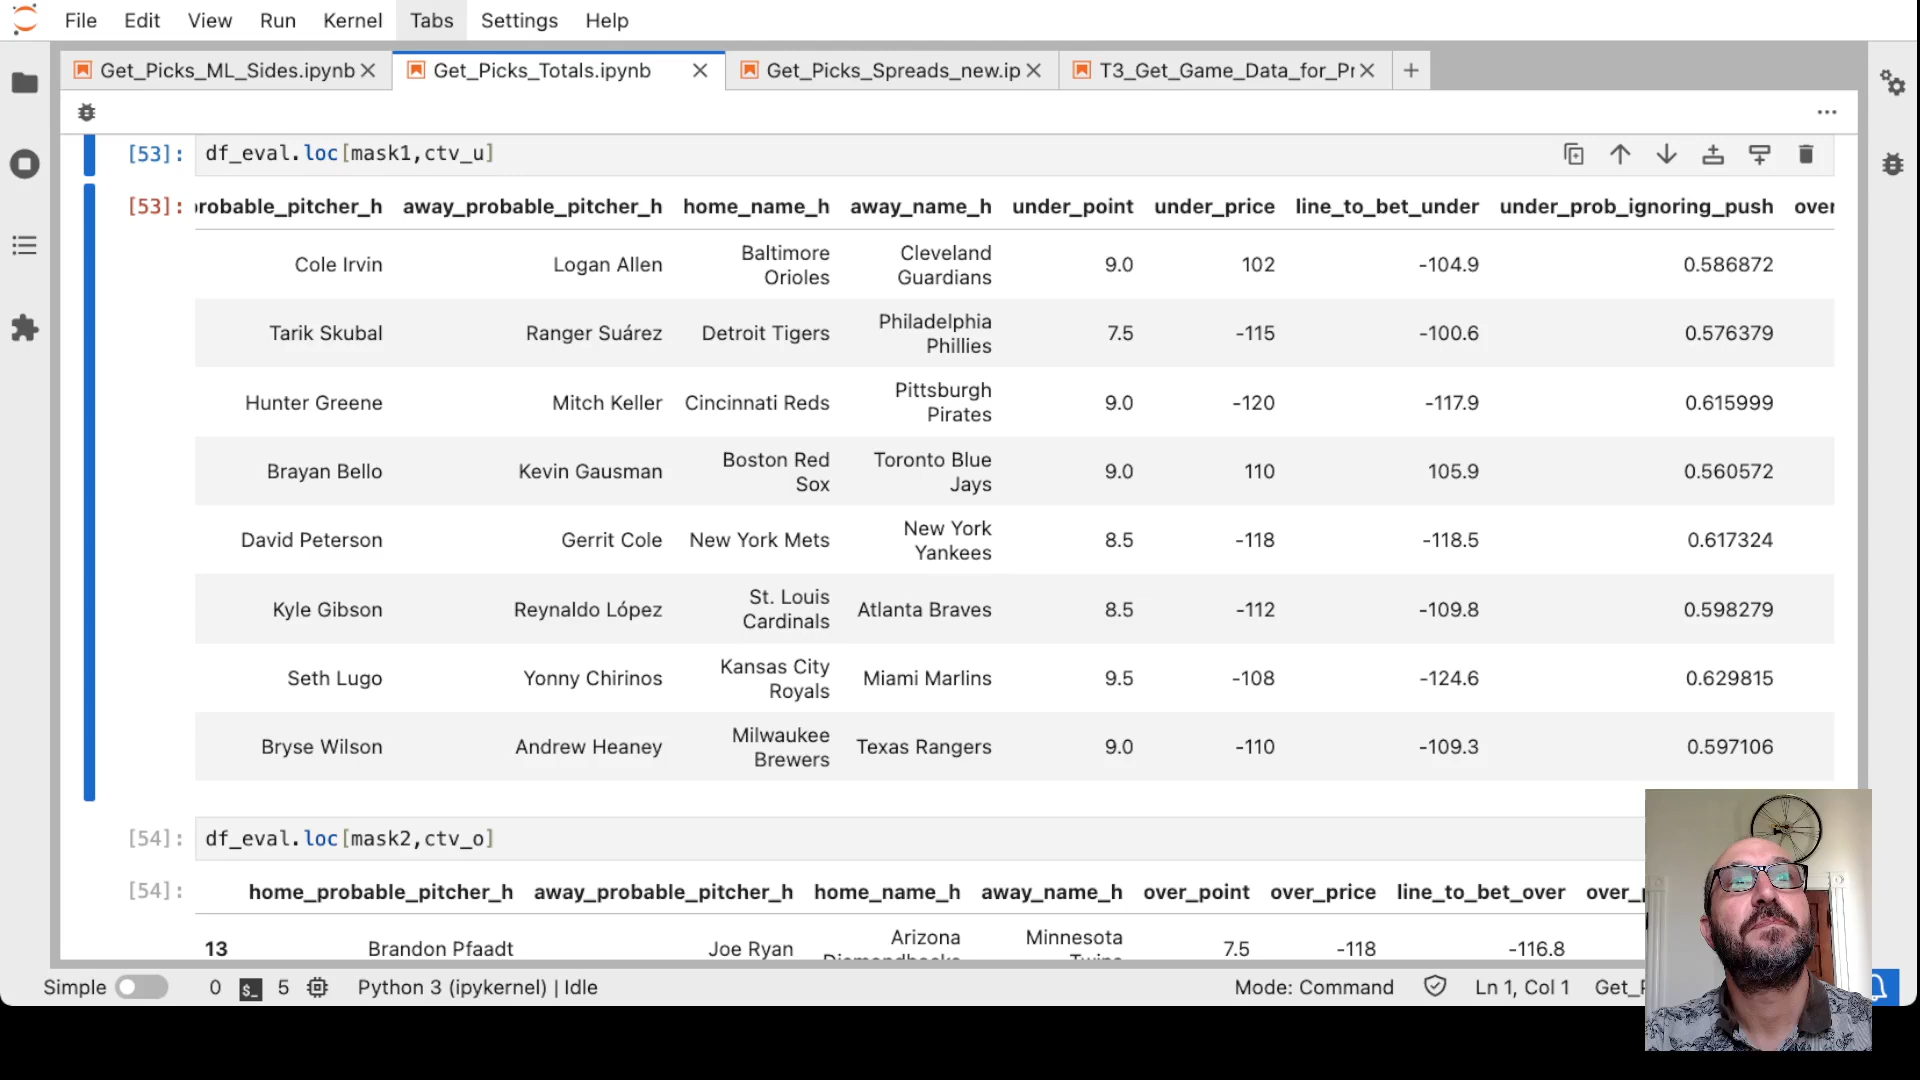 File Edit View Run Kernel Tabs Settings Help
Get_Picks_ML_Sides.ipynb Get_Picks_Totals.ipynb Get_Picks_Spreads_new.ip T3_Get_Game_Data_for_Pr
[53]: df_eval.loc[mask1,ctv_u]
[53]: robable_pitcher_h away_probable_pitcher_h home_name_h away_name_h under_point under_price line_to_bet_under under_prob_ignoring_push over
Cole Irvin Logan Allen Baltimore Orioles Cleveland Guardians 9.0 102 -104.9 0.586872
Tarik Skubal Ranger Suárez Detroit Tigers Philadelphia Phillies 7.5 -115 -100.6 0.576379
Hunter Greene Mitch Keller Cincinnati Reds Pittsburgh Pirates 9.0 -120 -117.9 0.615999
Brayan Bello Kevin Gausman Boston Red Sox Toronto Blue Jays 9.0 110 105.9 0.560572
David Peterson Gerrit Cole New York Mets New York Yankees 8.5 -118 -118.5 0.617324
Kyle Gibson Reynaldo López St. Louis Cardinals Atlanta Braves 8.5 -112 -109.8 0.598279
Seth Lugo Yonny Chirinos Kansas City Royals Miami Marlins 9.5 -108 -124.6 0.629815
Bryse Wilson Andrew Heaney Milwaukee Brewers Texas Rangers 9.0 -110 -109.3 0.597106
[54]: df_eval.loc[mask2,ctv_o]
[54]: home_probable_pitcher_h away_probable_pitcher_h home_name_h away_name_h over_point over_price line_to_bet_over over_
13 Brandon Pfaadt Joe Ryan Arizona Diamondbacks Minnesota Twins 7.5 -118 -116.8
Simple 0 $_ 5 Python 3 (ipykernel) | Idle Mode: Command Ln 1, Col 1 Get_